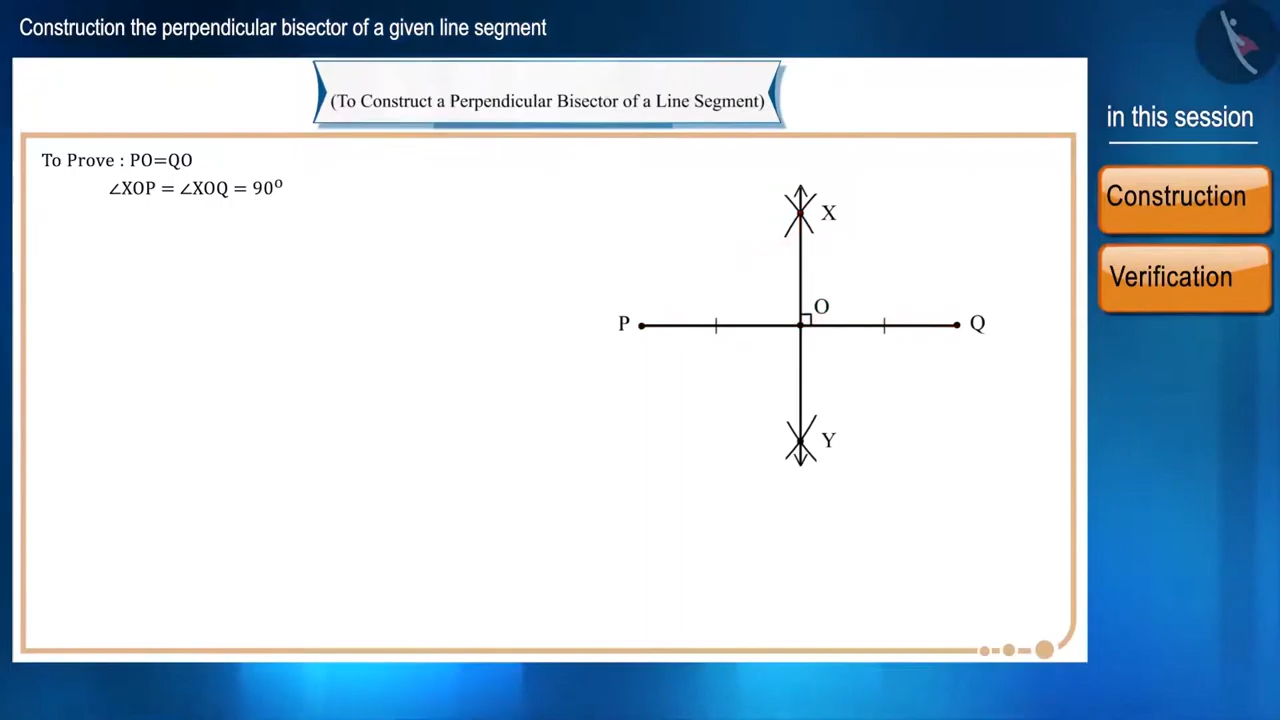 Construction the perpendicular bisector of a given line segment
(To Construct a Perpendicular Bisector of a Line Segment)
in this session
Construction
Verification
To Prove : PO=QO
∠XOP = ∠XOQ = 90⁰
X
O
P
Q
Y